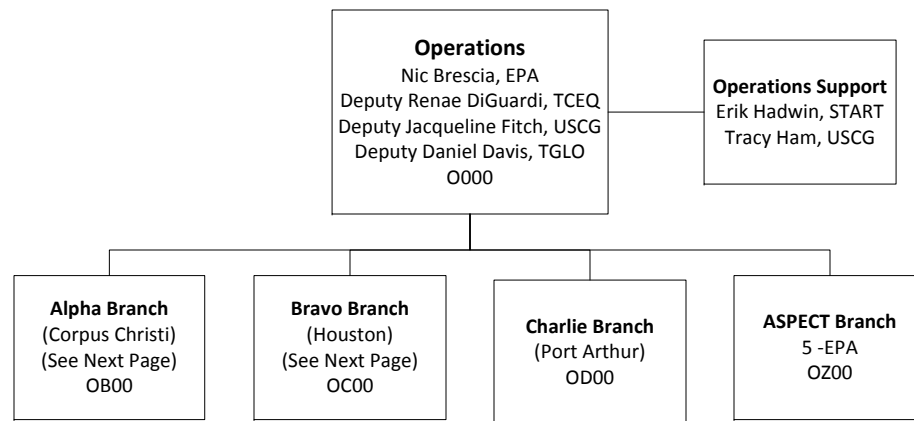 Operations
Nic Brescia, EPA
Deputy Renae DiGuardi, TCEQ
Deputy Jacqueline Fitch, USCG
Deputy Daniel Davis, TGLO
O000
Operations Support
Erik Hadwin, START
Tracy Ham, USCG
Alpha Branch
(Corpus Christi)
(See Next Page)
OB00
Bravo Branch
(Houston)
(See Next Page)
OC00
Charlie Branch
(Port Arthur)
OD00
ASPECT Branch
5 -EPA
OZ00